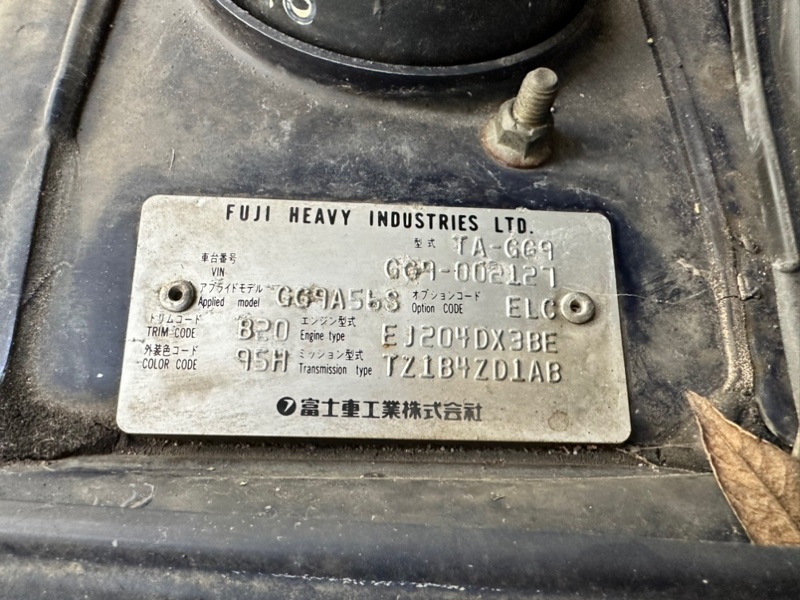 FUJI HEAVY INDUSTRIES LTD.
型式 TA-GG9
車台番号 VIN GG9-002127
アプライドモデル Applied model GG9A56S オプションコード Option CODE ELC
トリムコード TRIM CODE 820 エンジン型式 Engine type EJ204DX3BE
外装色コード COLOR CODE 95H ミッション型式 Transmission type TZ1B4ZD1AB
富士重工業株式会社